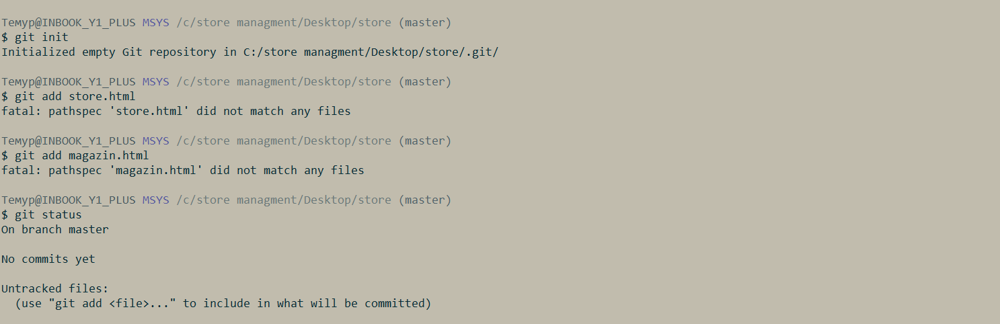 Темур@INBOOK_Y1_PLUS MSYS /c/store managment/Desktop/store (master)
$ git init
Initialized empty Git repository in C:/store managment/Desktop/store/.git/
Темур@INBOOK_Y1_PLUS MSYS /c/store managment/Desktop/store (master)
$ git add store.html
fatal: pathspec 'store.html' did not match any files
Темур@INBOOK_Y1_PLUS MSYS /c/store managment/Desktop/store (master)
$ git add magazin.html
fatal: pathspec 'magazin.html' did not match any files
Темур@INBOOK_Y1_PLUS MSYS /c/store managment/Desktop/store (master)
$ git status
On branch master
No commits yet
Untracked files:
  (use "git add <file>..." to include in what will be committed)